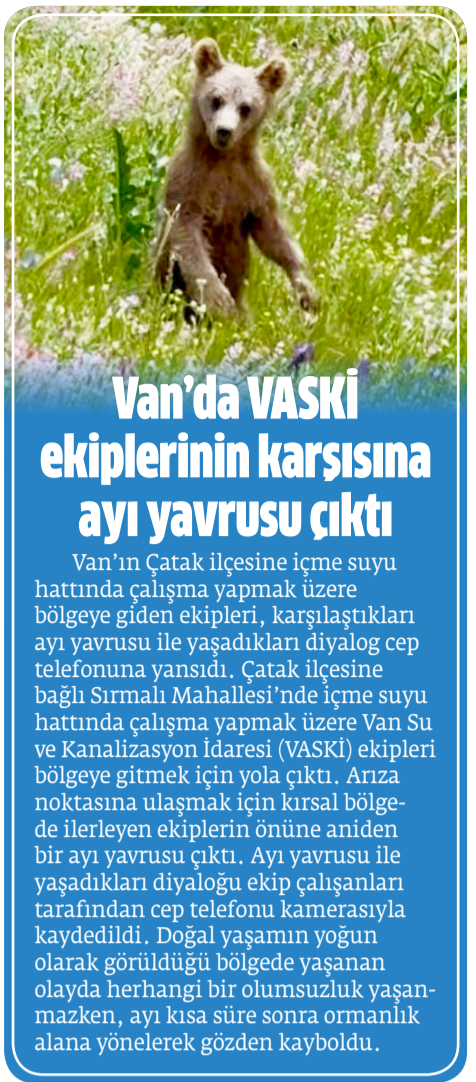 Van’da VASKİ
ekiplerinin karşısına
ayı yavrusu çıktı
Van’ın Çatak ilçesine içme suyu
hattında çalışma yapmak üzere
bölgeye giden ekipleri, karşılaştıkları
ayı yavrusu ile yaşadıkları diyalog cep
telefonuna yansıdı. Çatak ilçesine
bağlı Sırmalı Mahallesi’nde içme suyu
hattında çalışma yapmak üzere Van Su
ve Kanalizasyon İdaresi (VASKİ) ekipleri
bölgeye gitmek için yola çıktı. Arıza
noktasına ulaşmak için kırsal bölge-
de ilerleyen ekiplerin önüne aniden
bir ayı yavrusu çıktı. Ayı yavrusu ile
yaşadıkları diyaloğu ekip çalışanları
tarafından cep telefonu kamerasıyla
kaydedildi. Doğal yaşamın yoğun
olarak görüldüğü bölgede yaşanan
olayda herhangi bir olumsuzluk yaşan-
mazken, ayı kısa süre sonra ormanlık
alana yönelerek gözden kayboldu.